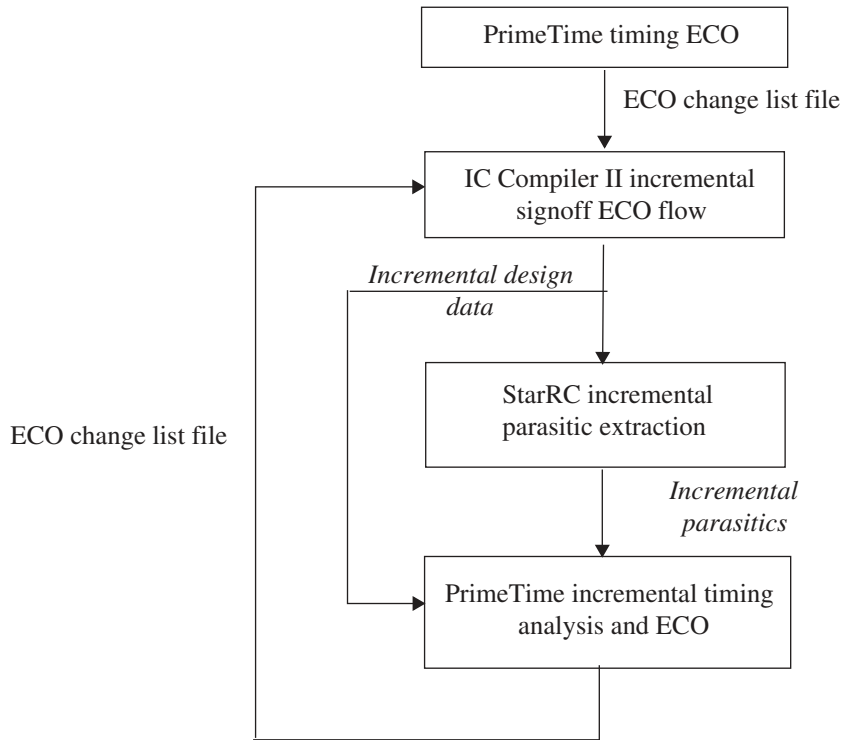 PrimeTime timing ECO
ECO change list file
IC Compiler II incremental
signoff ECO flow
Incremental design
data
StarRC incremental
parasitic extraction
ECO change list file
Incremental
parasitics
PrimeTime incremental timing
analysis and ECO